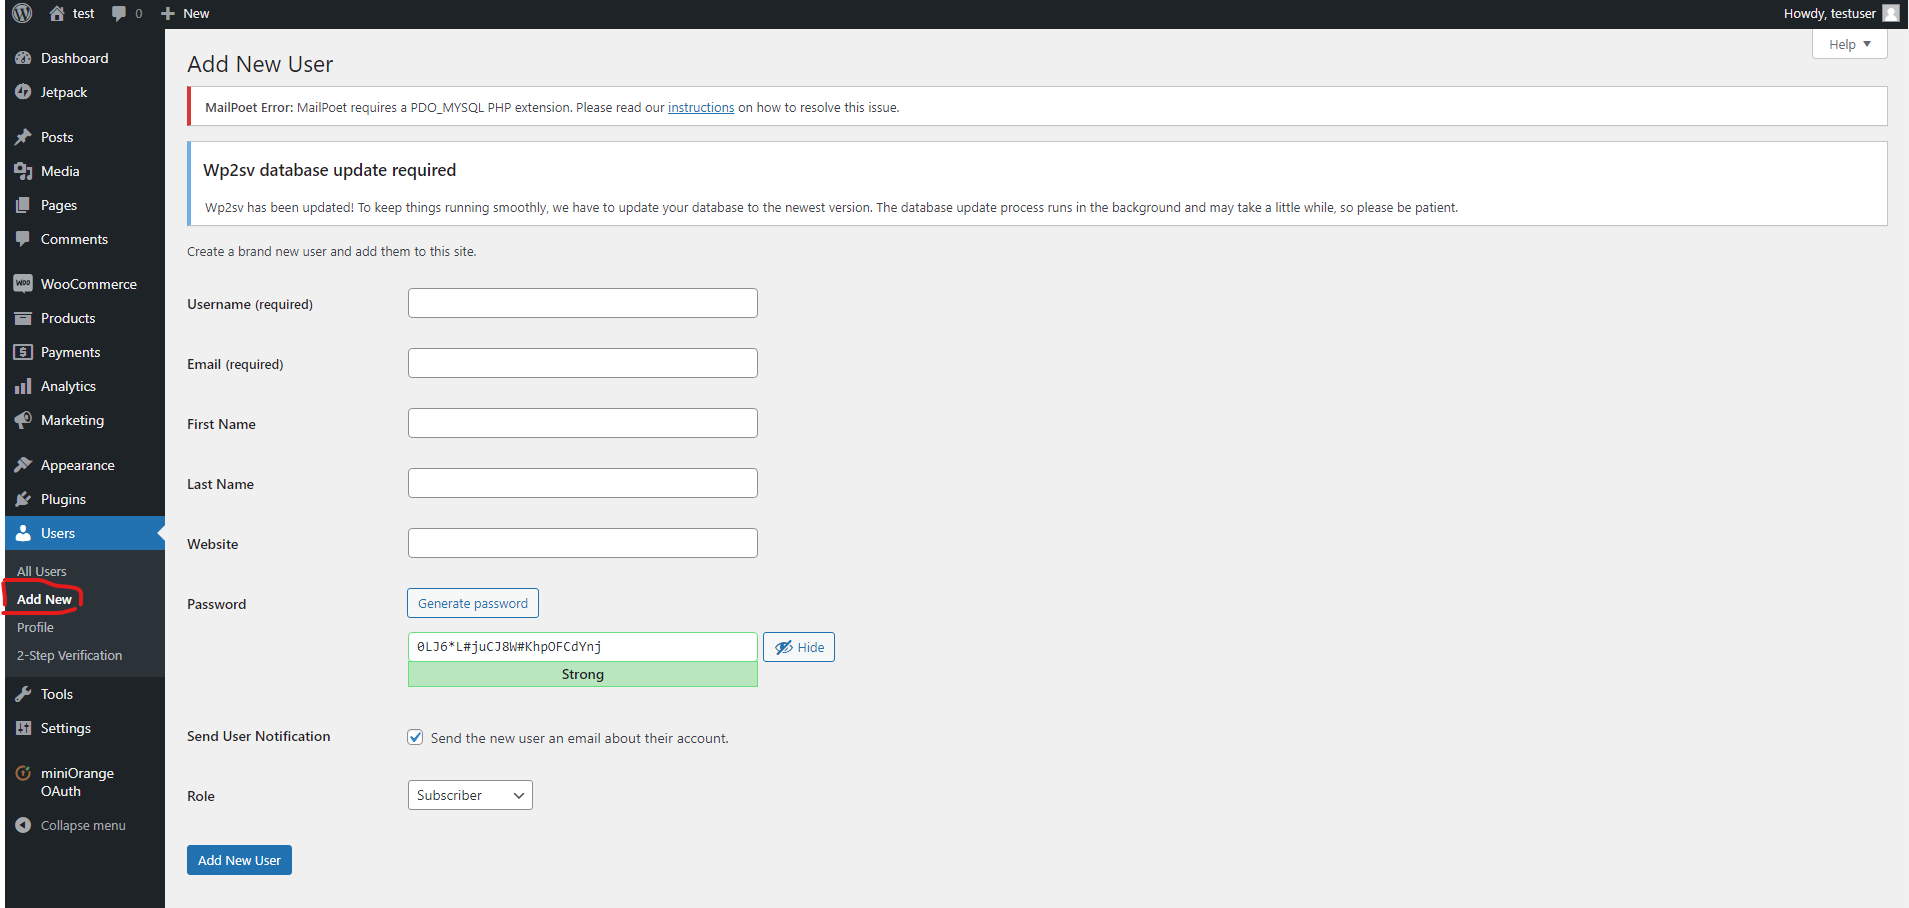 test
0
New
Howdy, testuser
Help
Dashboard
Jetpack
Posts
Media
Pages
Comments
WooCommerce
Products
Payments
Analytics
Marketing
Appearance
Plugins
Users
All Users
Add New
Profile
2-Step Verification
Tools
Settings
miniOrange
OAuth
Collapse menu
Add New User
MailPoet Error: MailPoet requires a PDO_MYSQL PHP extension. Please read our instructions on how to resolve this issue.
Wp2sv database update required
Wp2sv has been updated! To keep things running smoothly, we have to update your database to the newest version. The database update process runs in the background and may take a little while, so please be patient.
Create a brand new user and add them to this site.
Username (required)
Email (required)
First Name
Last Name
Website
Password
Generate password
0LJ6*L#juCJ8W#KhpOFCdYnj
Hide
Strong
Send User Notification
Send the new user an email about their account.
Role
Subscriber
Add New User